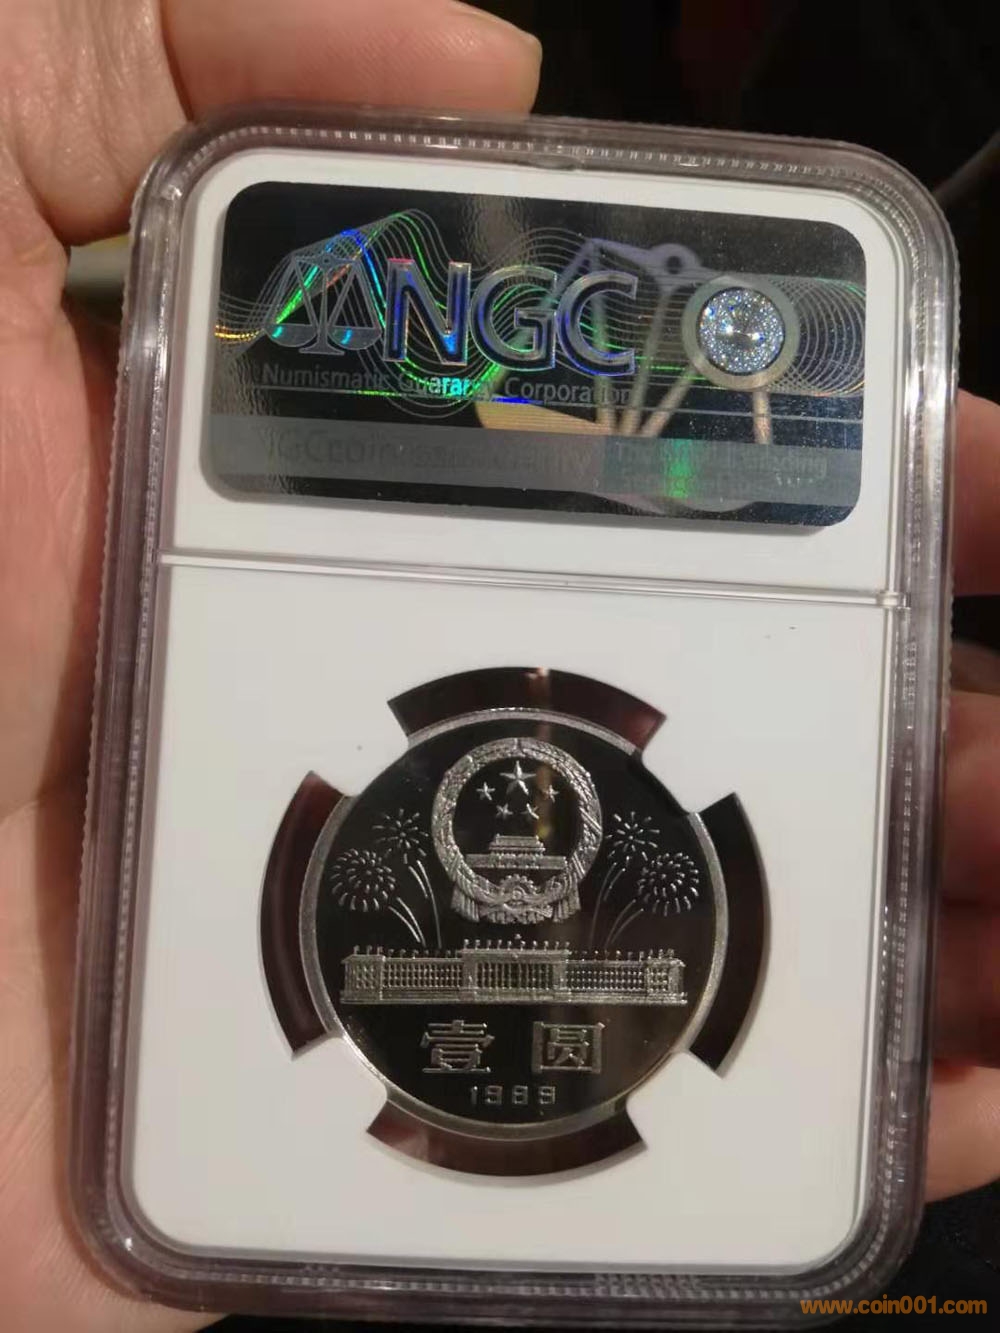 NGC
Numismatic Guaranty Corporation
壹圆
1989
www.coin001.com